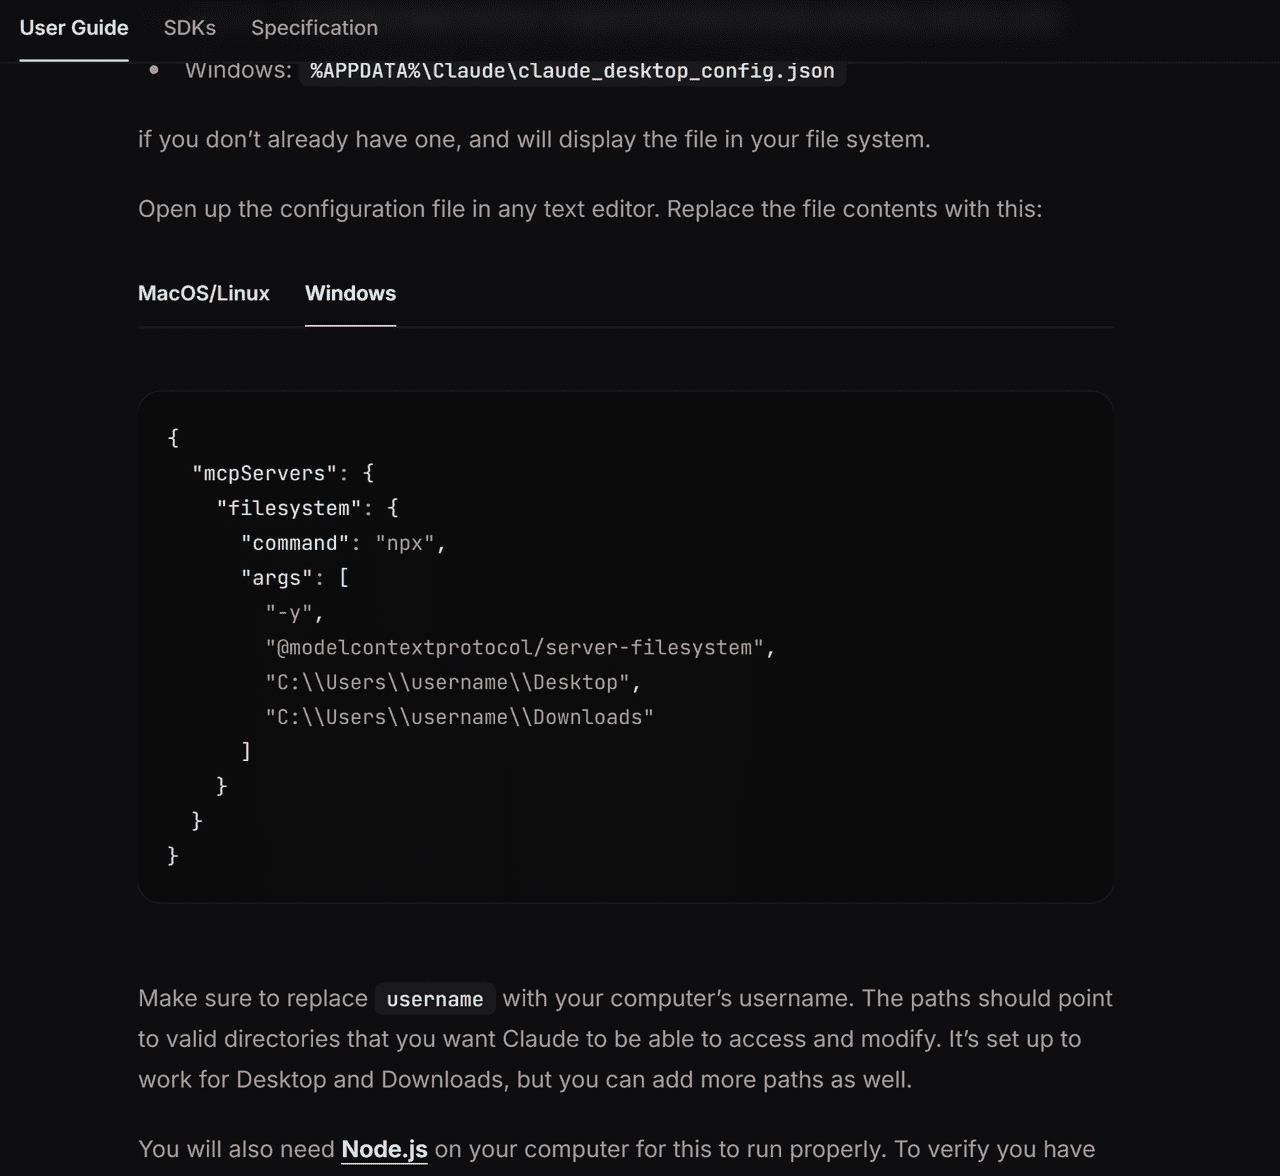 User Guide SDKs Specification
• Windows: %APPDATA%\Claude\claude_desktop_config.json
if you don’t already have one, and will display the file in your file system.
Open up the configuration file in any text editor. Replace the file contents with this:
MacOS/Linux Windows
{
  "mcpServers": {
    "filesystem": {
      "command": "npx",
      "args": [
        "-y",
        "@modelcontextprotocol/server-filesystem",
        "C:\\Users\\username\\Desktop",
        "C:\\Users\\username\\Downloads"
      ]
    }
  }
}
Make sure to replace username with your computer’s username. The paths should point
to valid directories that you want Claude to be able to access and modify. It’s set up to
work for Desktop and Downloads, but you can add more paths as well.
You will also need Node.js on your computer for this to run properly. To verify you have